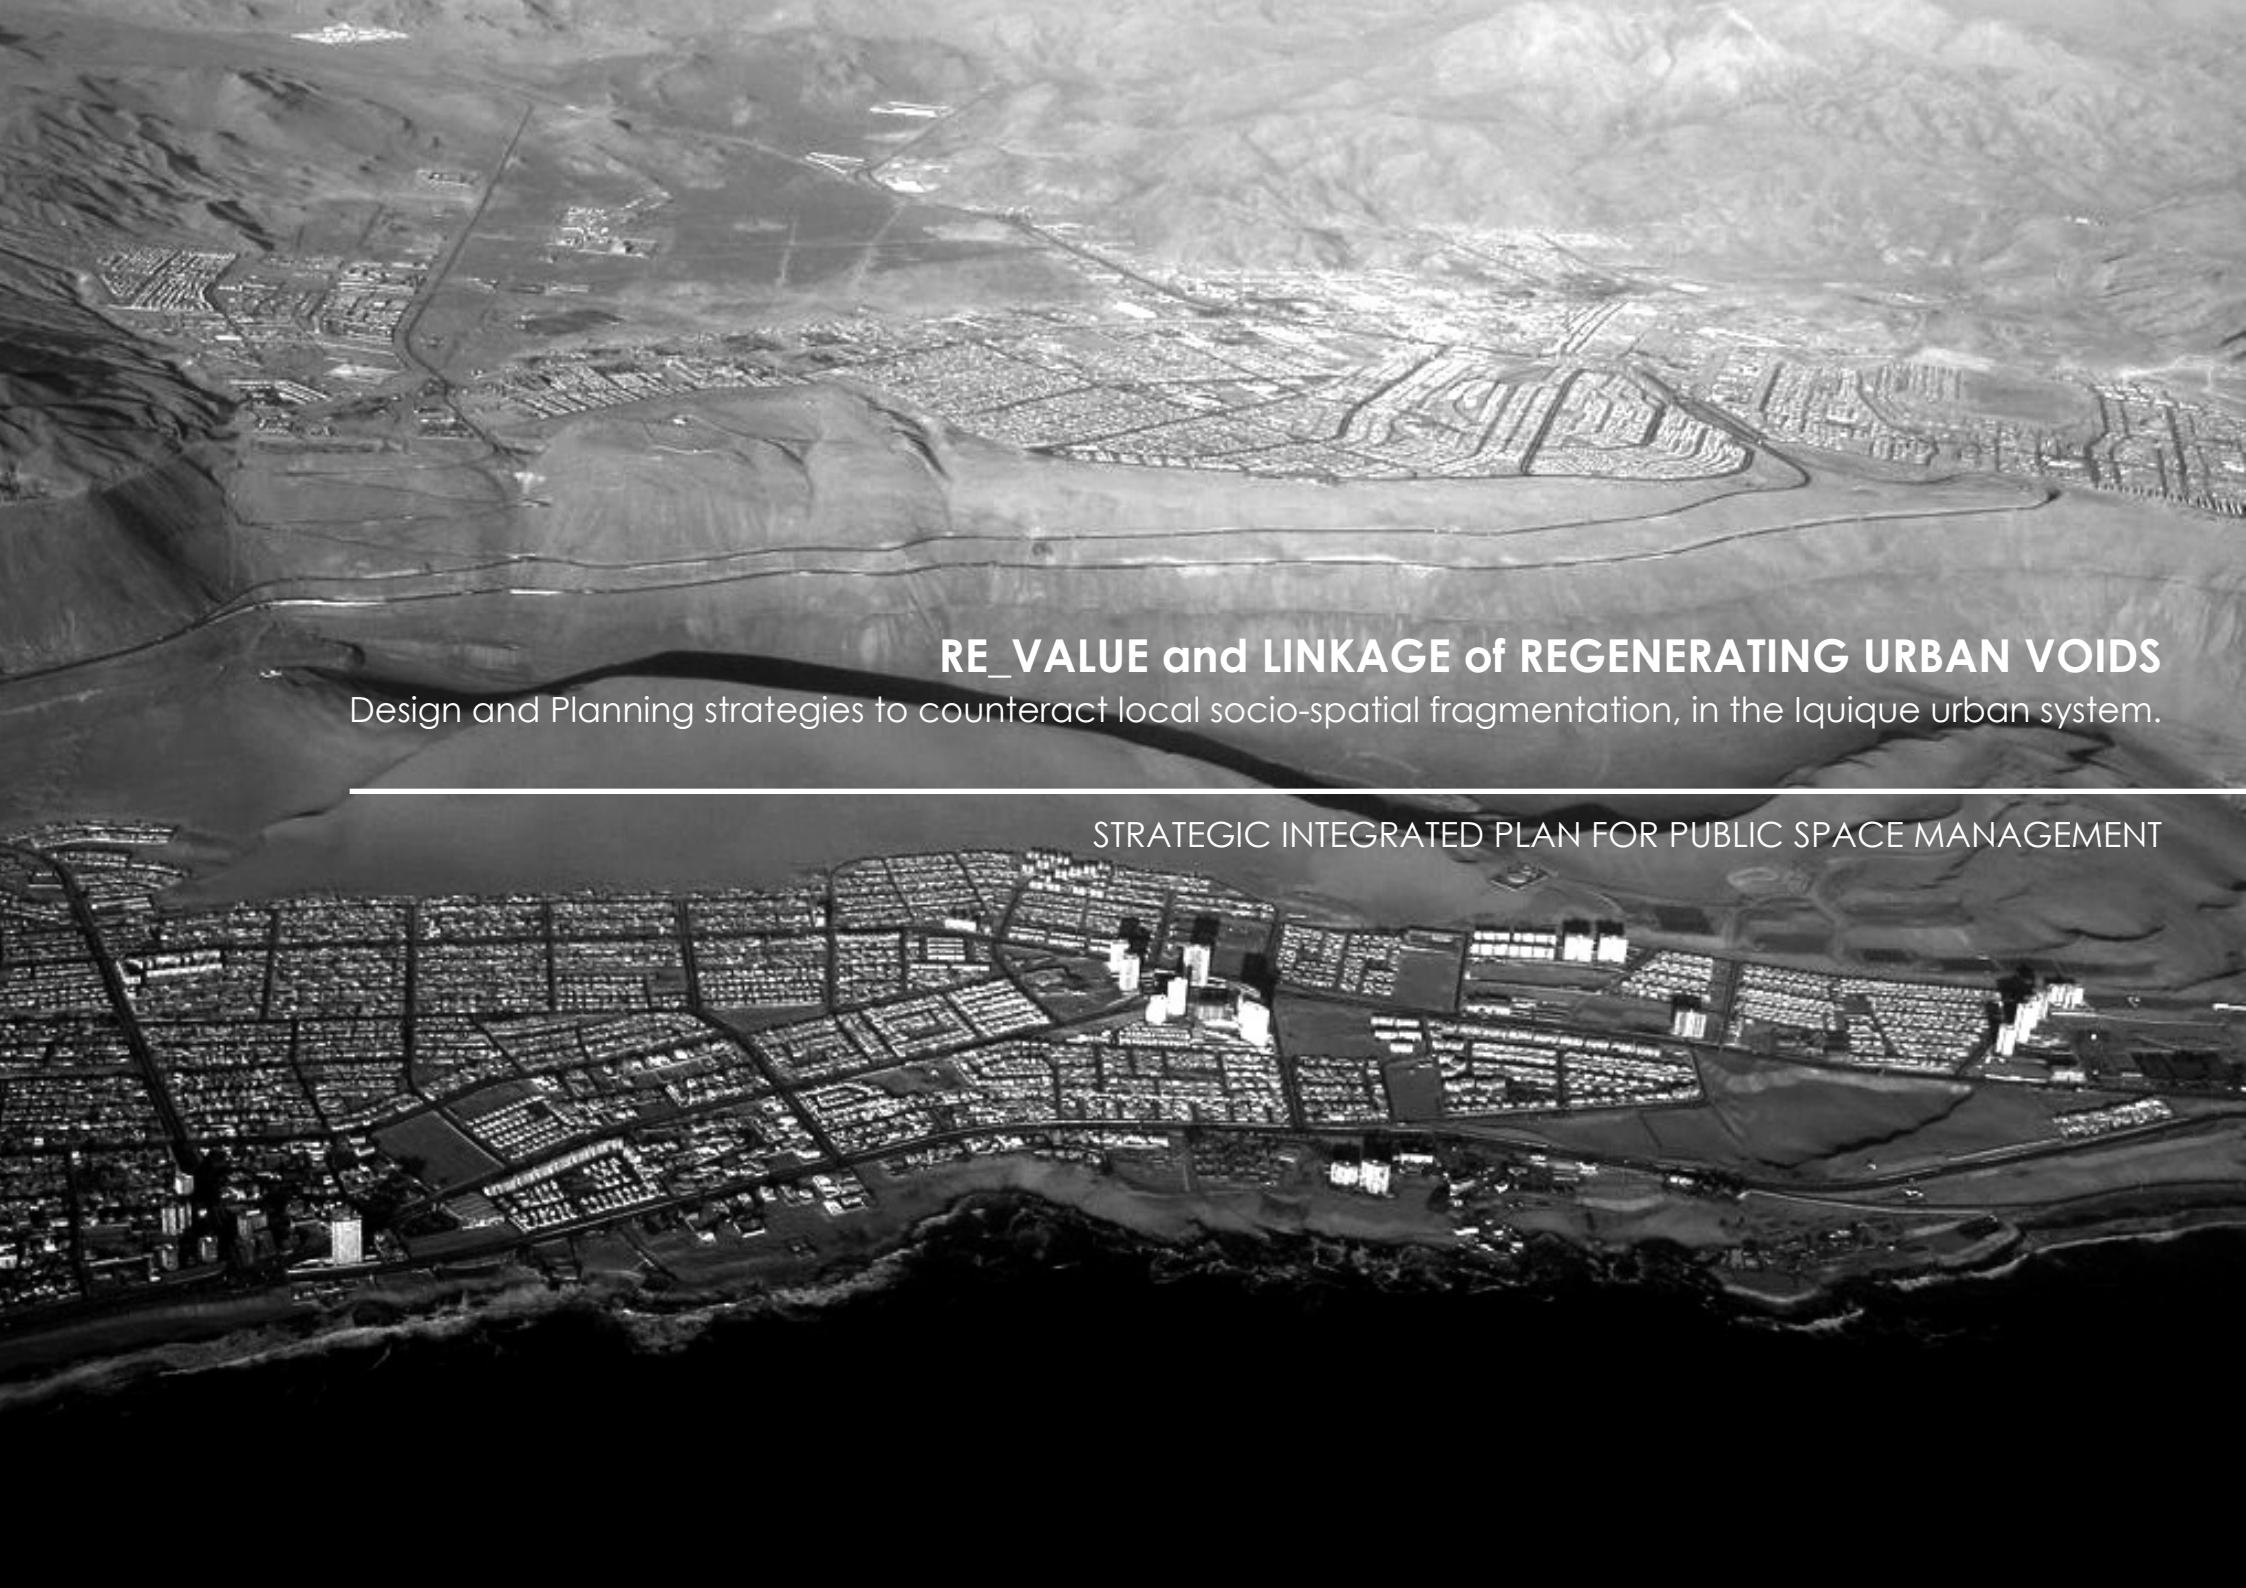 RE_VALUE and LINKAGE of REGENERATING URBAN VOIDS
Design and Planning strategies to counteract local socio-spatial fragmentation, in the Iquique urban system.
STRATEGIC INTEGRATED PLAN FOR PUBLIC SPACE MANAGEMENT